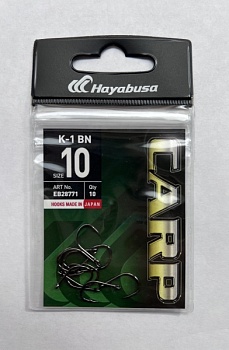 Hayabusa
K-1 BN
SIZE 10
ART No. Qty
EB28771 10
HOOKS MADE IN JAPAN
CARP